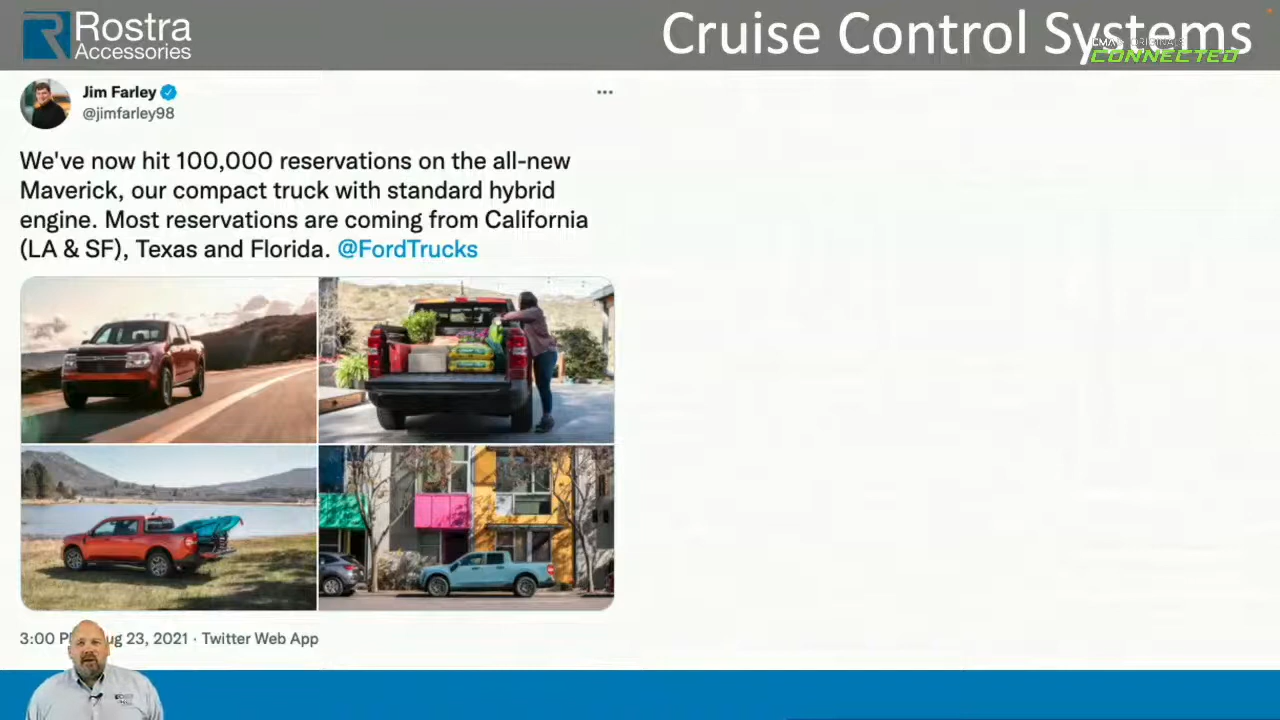 Rostra
Accessories
Cruise Control Systems
CONNECTED
Jim Farley
@jimfarley98
We've now hit 100,000 reservations on the all-new
Maverick, our compact truck with standard hybrid
engine. Most reservations are coming from California
(LA & SF), Texas and Florida. @FordTrucks
3:00 P ug 23, 2021 · Twitter Web App